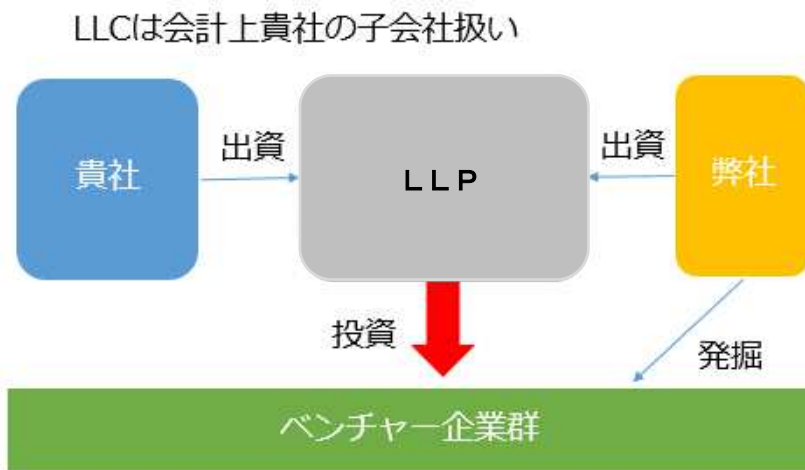 LLCは会計上貴社の子会社扱い
貴社
出資
ＬＬＰ
出資
弊社
投資
発掘
ベンチャー企業群